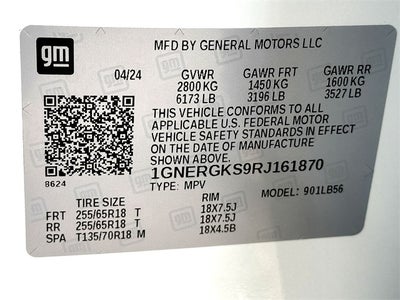 gm MFD BY GENERAL MOTORS LLC
04/24 GVWR GAWR FRT GAWR RR
2800 KG 1450 KG 1600 KG
6173 LB 3196 LB 3527 LB
THIS VEHICLE CONFORMS TO ALL
APPLICABLE U.S. FEDERAL MOTOR
VEHICLE SAFETY STANDARDS IN EFFECT
ON THE DATE OF MANUFACTURE
SHOWN ABOVE.
1GNERGKS9RJ161870
8624 TYPE: MPV MODEL: 901LB56
TIRE SIZE RIM
FRT 255/65R18 T 18X7.5J
RR 255/65R18 T 18X7.5J
SPA T135/70R18 M 18X4.5B